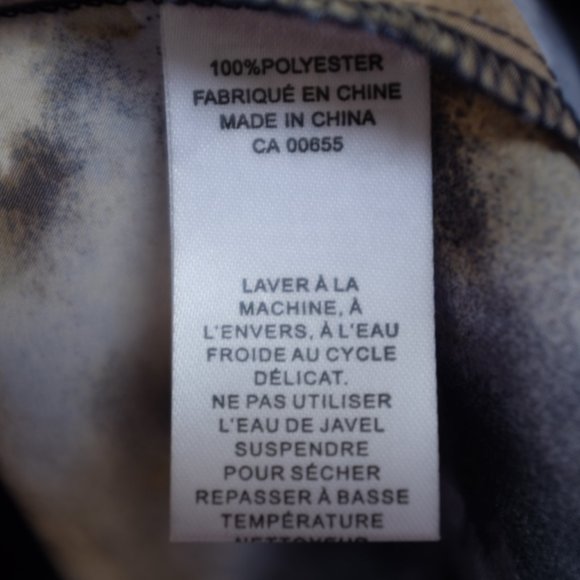 100%POLYESTER
FABRIQUÉ EN CHINE
MADE IN CHINA
CA 00655
LAVER À LA
MACHINE, À
L'ENVERS, À L'EAU
FROIDE AU CYCLE
DÉLICAT.
NE PAS UTILISER
L'EAU DE JAVEL
SUSPENDRE
POUR SÉCHER
REPASSER À BASSE
TEMPÉRATURE